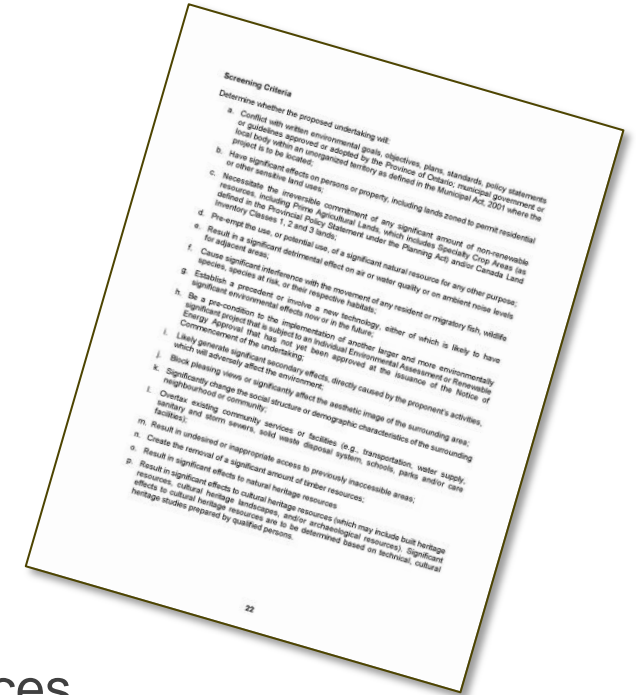 Screening Criteria
Determine whether the proposed undertaking will:
a. Conflict with written environmental goals, objectives, plans, standards, policy statements
or guidelines approved or adopted by the Province of Ontario; municipal government or
local body within an unorganized territory as defined in the Municipal Act, 2001 where the
project is to be located;
b. Have significant effects on persons or property, including lands zoned to permit residential
or other sensitive land uses;
c. Necessitate the irreversible commitment of any significant amount of non-renewable
resources, including Prime Agricultural Lands, which includes Specialty Crop Areas (as
defined in the Provincial Policy Statement under the Planning Act) and/or Canada Land
Inventory Classes 1, 2 and 3 lands;
d. Pre-empt the use, or potential use, of a significant natural resource for any other purpose;
e. Result in a significant detrimental effect on air or water quality or on ambient noise levels
for adjacent areas;
f. Cause significant interference with the movement of any resident or migratory fish, wildlife
species, species at risk, or their respective habitats;
g. Establish a precedent or involve a new technology, either of which is likely to have
significant environmental effects now or in the future;
h. Be a pre-condition to the implementation of another larger and more environmentally
significant project that is subject to an Individual Environmental Assessment or Renewable
Energy Approval that has not yet been approved at the issuance of the Notice of
Commencement of the undertaking;
i. Likely generate significant secondary effects, directly caused by the proponent's activities,
which will adversely affect the environment;
j. Block pleasing views or significantly affect the aesthetic image of the surrounding area;
k. Significantly change the social structure or demographic characteristics of the surrounding
neighbourhood or community;
l. Overtax existing community services or facilities (e.g., transportation, water supply,
sanitary and storm sewers, solid waste disposal system, schools, parks and/or care
facilities);
m. Result in undesired or inappropriate access to previously inaccessible areas;
n. Create the removal of a significant amount of timber resources;
o. Result in significant effects to natural heritage resources
p. Result in significant effects to cultural heritage resources (which may include built heritage
resources, cultural heritage landscapes, and/or archaeological resources). Significant
effects to cultural heritage resources are to be determined based on technical, cultural
heritage studies prepared by qualified persons.
22